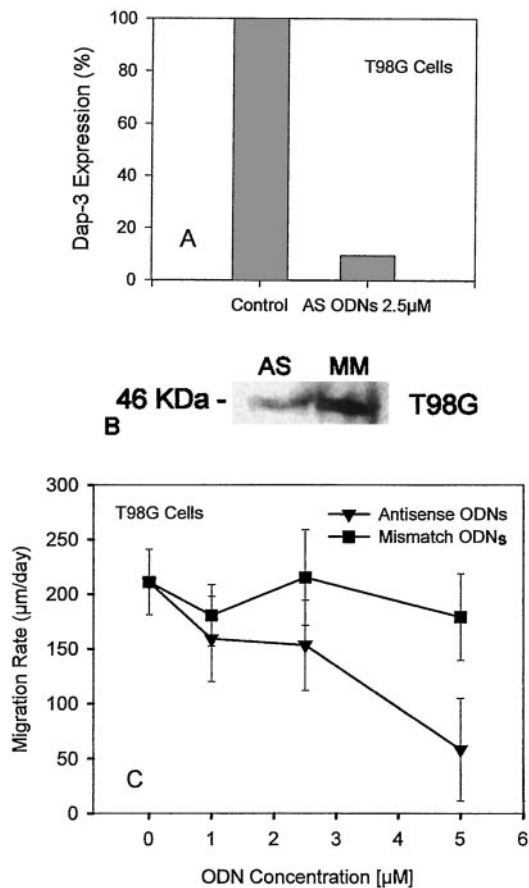 100
80
60
40
20
0
Dap-3 Expression (%)
T98G Cells
A
Control AS ODNs 2.5μM
AS MM
46 KDa - T98G
B
300
250
200
150
100
50
0
Migration Rate (μm/day)
T98G Cells
Antisense ODNs
Mismatch ODNs
C
0 1 2 3 4 5 6
ODN Concentration [μM]